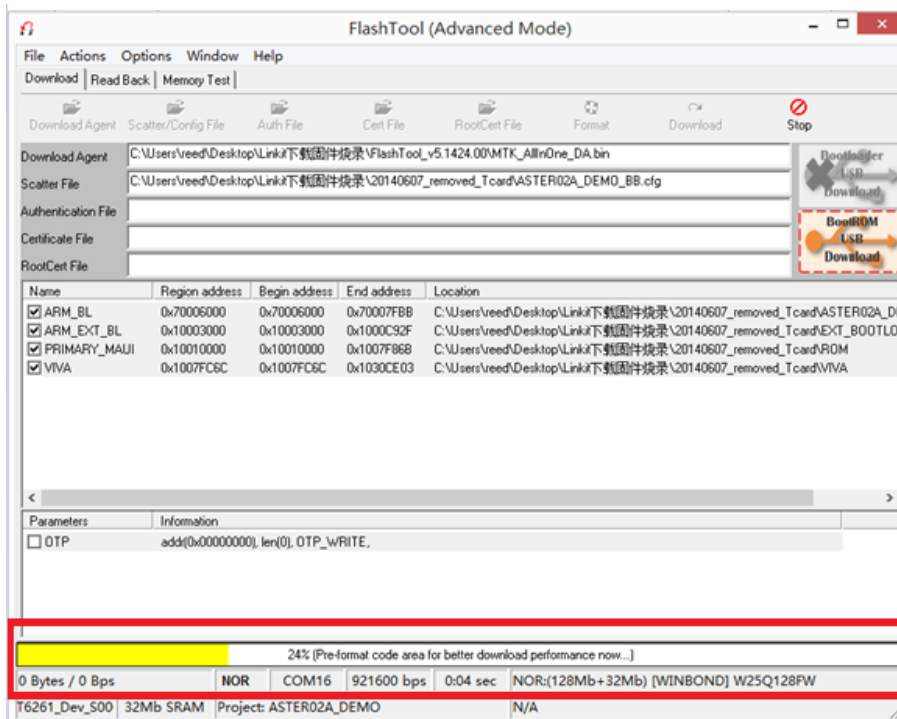 FlashTool (Advanced Mode)
File Actions Options Window Help
Download Read Back Memory Test
Download Agent Scatter/Config File Auth File Cert File RootCert File Format Download Stop
Download Agent C:\Users\reed\Desktop\Linkit下载固件烧录\FlashTool_v5.1424.00\MTK_AllInOne_DA.bin
Scatter File C:\Users\reed\Desktop\Linkit下载固件烧录\20140607_removed_Tcard\ASTER02A_DEMO_BB.cfg
Authentication File
Certificate File
RootCert File
Bootloader
USB
Download
BootROM
USB
Download
Name Region address Begin address End address Location
ARM_BL 0x70006000 0x70006000 0x70007FBB C:\Users\reed\Desktop\Linkit下载固件烧录\20140607_removed_Tcard\ASTER02A_D
ARM_EXT_BL 0x10003000 0x10003000 0x1000C92F C:\Users\reed\Desktop\Linkit下载固件烧录\20140607_removed_Tcard\EXT_BOOTLO
PRIMARY_MAUI 0x10010000 0x10010000 0x1007F86B C:\Users\reed\Desktop\Linkit下载固件烧录\20140607_removed_Tcard\ROM
VIVA 0x1007FC6C 0x1007FC6C 0x1030CE03 C:\Users\reed\Desktop\Linkit下载固件烧录\20140607_removed_Tcard\VIVA
Parameters Information
OTP addr(0x00000000), len(0), OTP_WRITE,
24% (Pre-format code area for better download performance now...)
0 Bytes / 0 Bps NOR COM16 921600 bps 0:04 sec NOR:(128Mb+32Mb) [WINBOND] W25Q128FW
T6261_Dev_S00 32Mb SRAM Project: ASTER02A_DEMO N/A